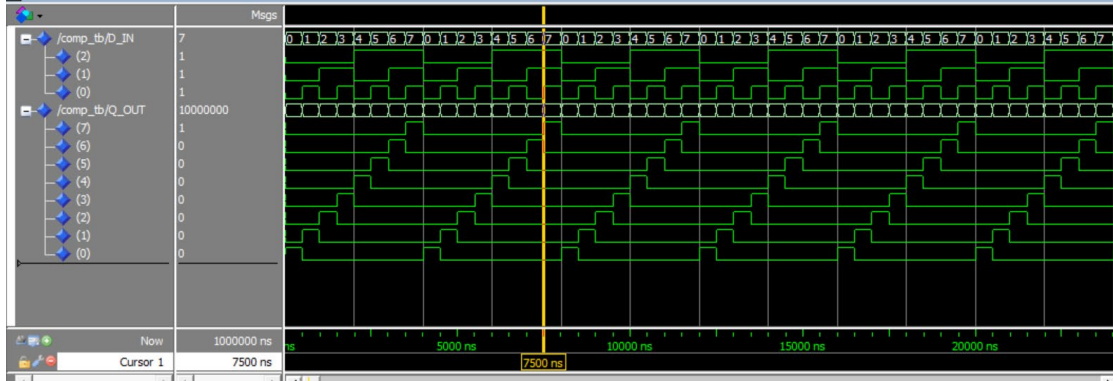 Msgs
/comp_tb/D_IN 7 0 1 2 3 4 5 6 7 0 1 2 3 4 5 6 7 0 1 2 3 4 5 6 7 0 1 2 3 4 5 6 7 0 1 2 3 4 5 6 7 0 1 2 3 4 5 6 7
(2) 1
(1) 1
(0) 1
/comp_tb/Q_OUT 10000000
(7) 1
(6) 0
(5) 0
(4) 0
(3) 0
(2) 0
(1) 0
(0) 0
Now 1000000 ns ns 5000 ns 10000 ns 15000 ns 20000 ns
Cursor 1 7500 ns 7500 ns